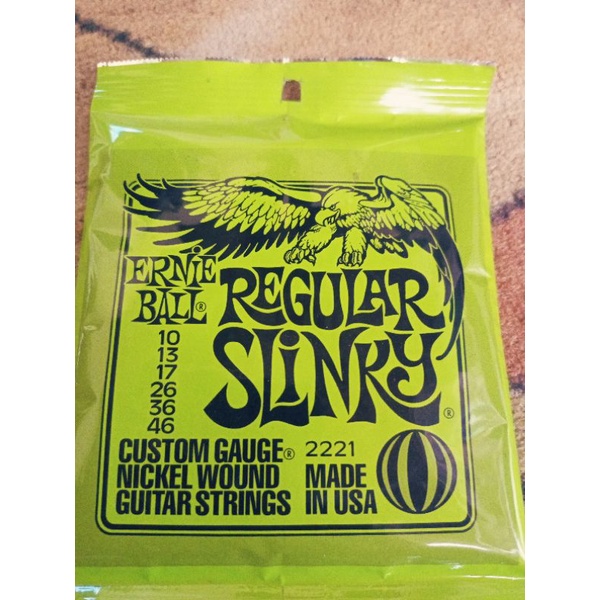 ERNIE
BALL®
REGULAR
SLINKY®
10
13
17
26
36
46
CUSTOM GAUGE®
NICKEL WOUND
GUITAR STRINGS
2221
MADE
IN USA